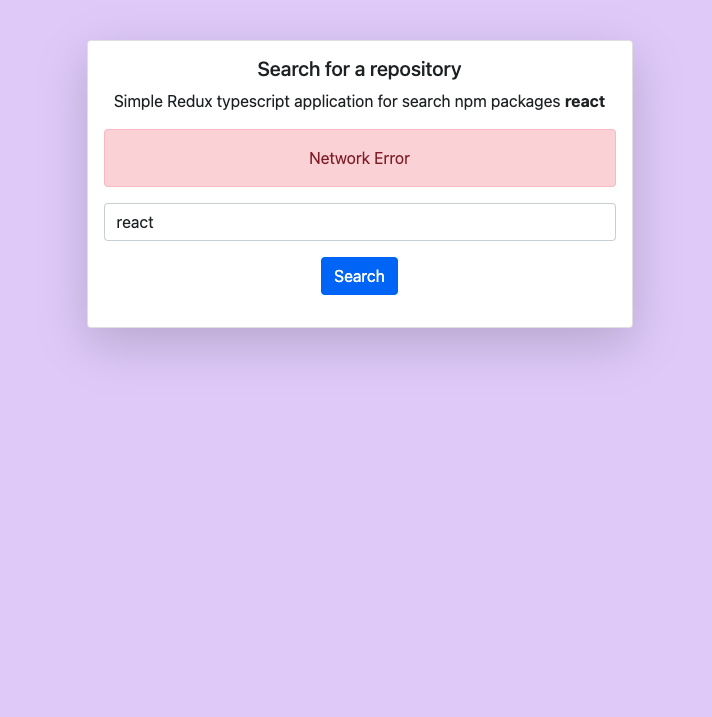 Search for a repository
Simple Redux typescript application for search npm packages react
Network Error
react
Search